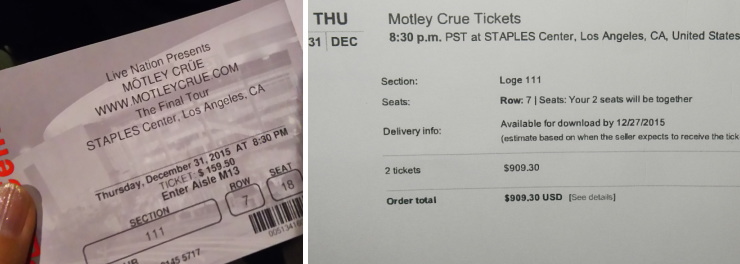 Live Nation Presents
MÖTLEY CRÜE
WWW.MOTLEYCRUE.COM
The Final Tour
STAPLES Center, Los Angeles, CA
Thursday, December 31, 2015 AT 8:30 PM
TICKET: $159.50
Enter Aisle M13
SECTION ROW SEAT
111 7 18
5717
THU
31 DEC
Motley Crue Tickets
8:30 p.m. PST at STAPLES Center, Los Angeles, CA, United States
Section: Loge 111
Seats: Row: 7 | Seats: Your 2 seats will be together
Delivery info: Available for download by 12/27/2015
(estimate based on when the seller expects to receive the tick
2 tickets $909.30
Order total $909.30 USD [See details]